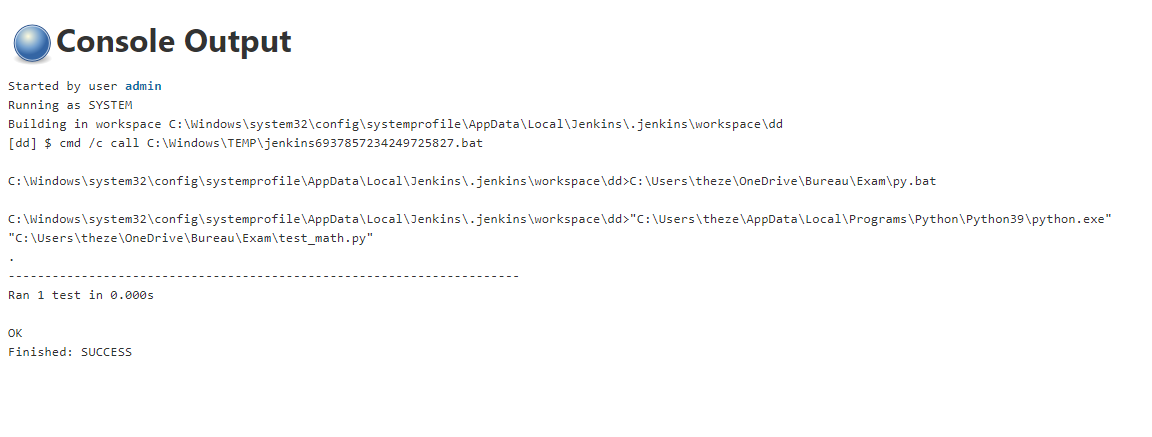 Console Output
Started by user admin
Running as SYSTEM
Building in workspace C:\Windows\system32\config\systemprofile\AppData\Local\Jenkins\.jenkins\workspace\dd
[dd] $ cmd /c call C:\Windows\TEMP\jenkins6937857234249725827.bat
C:\Windows\system32\config\systemprofile\AppData\Local\Jenkins\.jenkins\workspace\dd>C:\Users\theze\OneDrive\Bureau\Exam\py.bat
C:\Windows\system32\config\systemprofile\AppData\Local\Jenkins\.jenkins\workspace\dd>"C:\Users\theze\AppData\Local\Programs\Python\Python39\python.exe"
"C:\Users\theze\OneDrive\Bureau\Exam\test_math.py"
.
----------------------------------------------------------------------
Ran 1 test in 0.000s
OK
Finished: SUCCESS